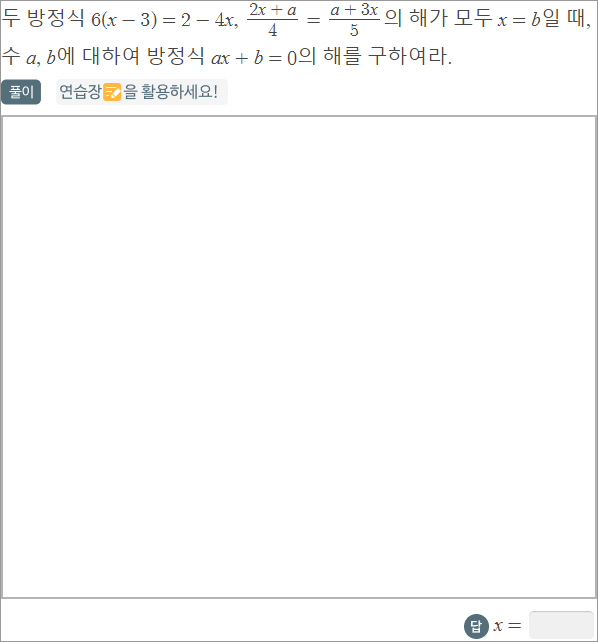 두 방정식 6(x − 3) = 2 − 4x, (2x + a)/4 = (a + 3x)/5 의 해가 모두 x = b일 때,
수 a, b에 대하여 방정식 ax + b = 0의 해를 구하여라.
풀이 연습장을 활용하세요!
답 x =